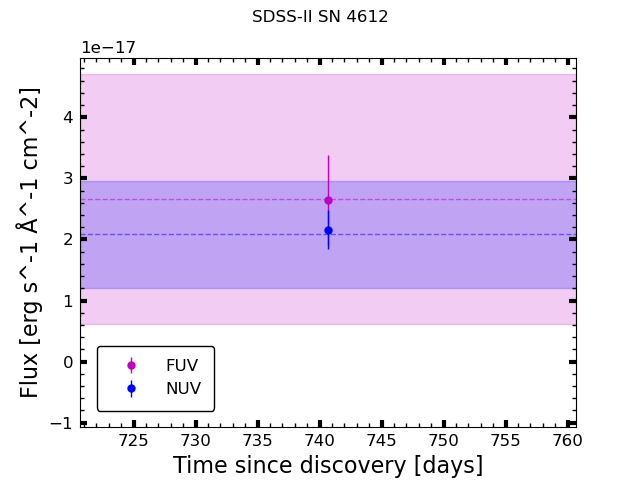 SDSS-II SN 4612
1e−17
Flux [erg s^-1 Å^-1 cm^-2]
4
3
2
1
0
−1
FUV
NUV
725 730 735 740 745 750 755 760
Time since discovery [days]